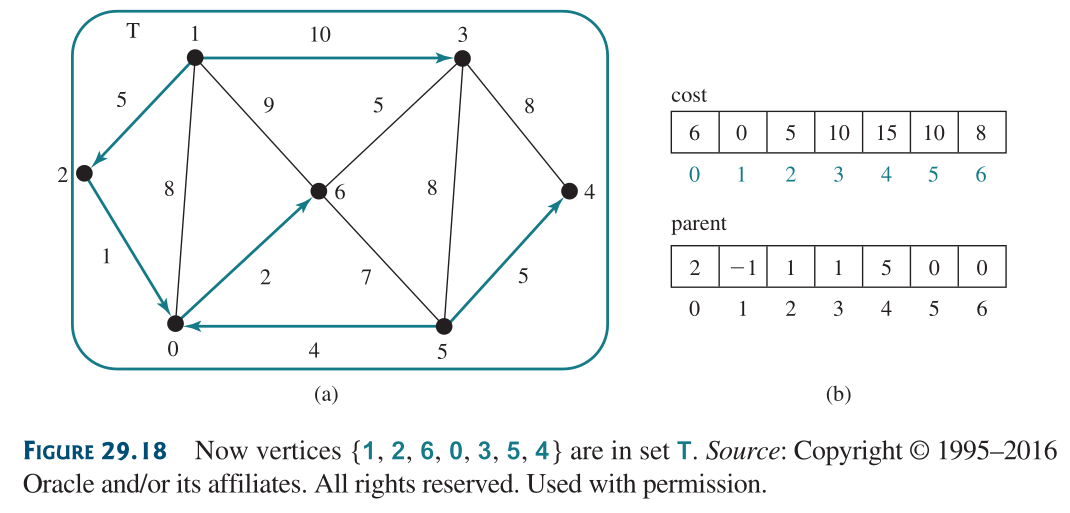 T
1
10
3
5
9
5
8
2
8
6
8
4
1
2
7
5
0
4
5
(a)
cost
6 0 5 10 15 10 8
0 1 2 3 4 5 6
parent
2 −1 1 1 5 0 0
0 1 2 3 4 5 6
(b)
FIGURE 29.18 Now vertices {1, 2, 6, 0, 3, 5, 4} are in set T. Source: Copyright © 1995–2016
Oracle and/or its affiliates. All rights reserved. Used with permission.